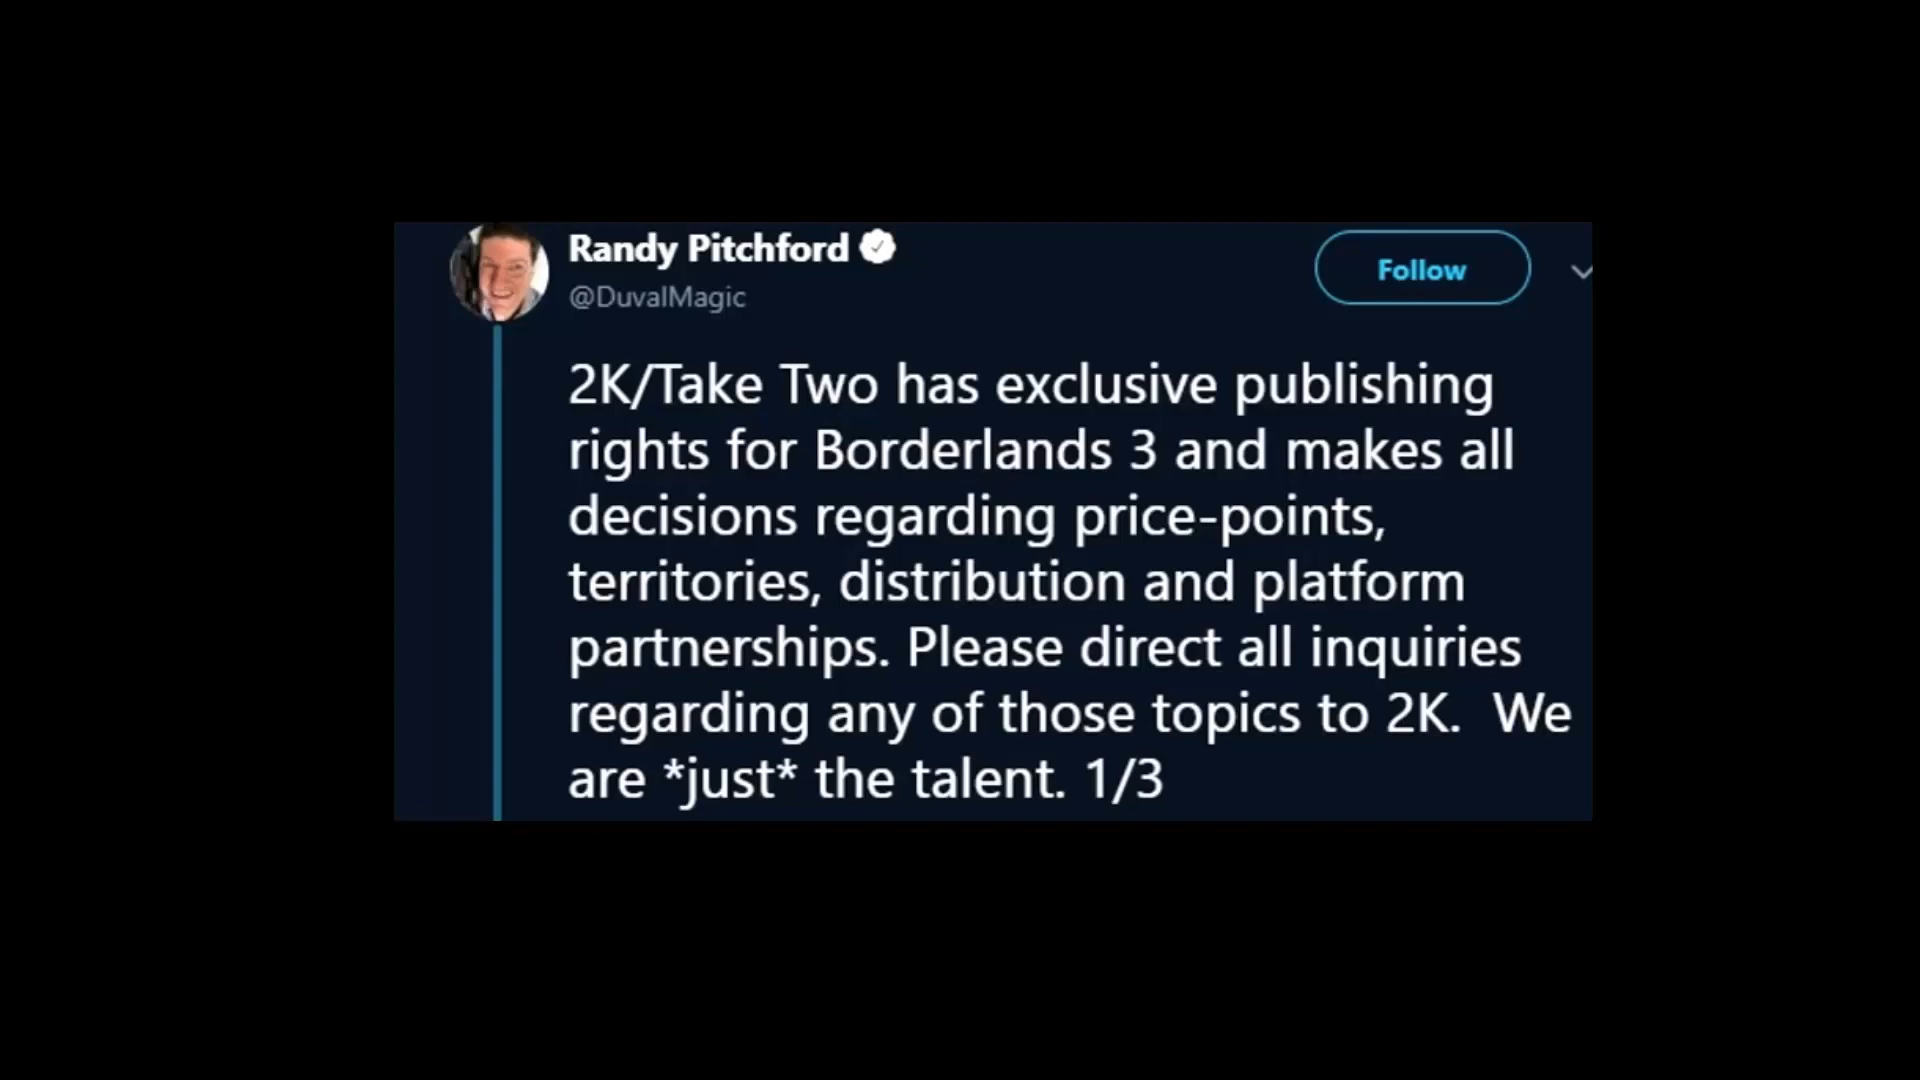 Randy Pitchford
@DuvalMagic
Follow
2K/Take Two has exclusive publishing
rights for Borderlands 3 and makes all
decisions regarding price-points,
territories, distribution and platform
partnerships. Please direct all inquiries
regarding any of those topics to 2K.  We
are *just* the talent. 1/3